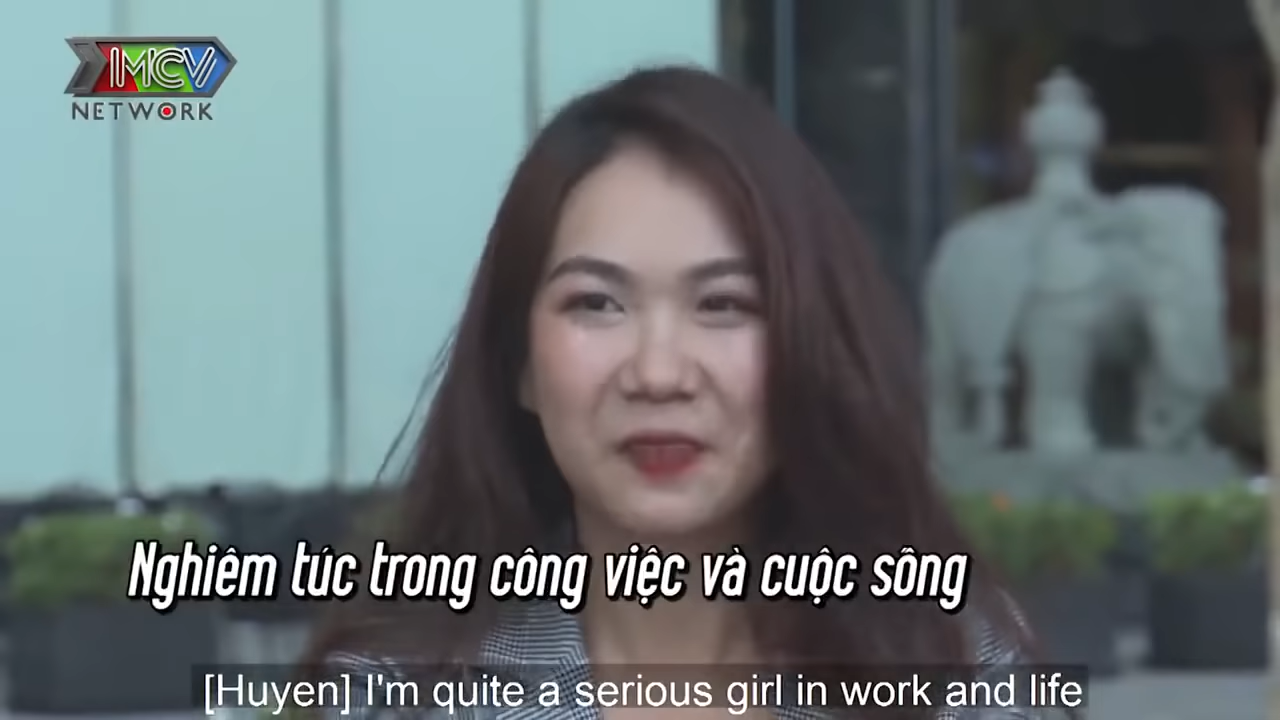 MCV
NETWORK
Nghiêm túc trong công việc và cuộc sống
[Huyen] I'm quite a serious girl in work and life